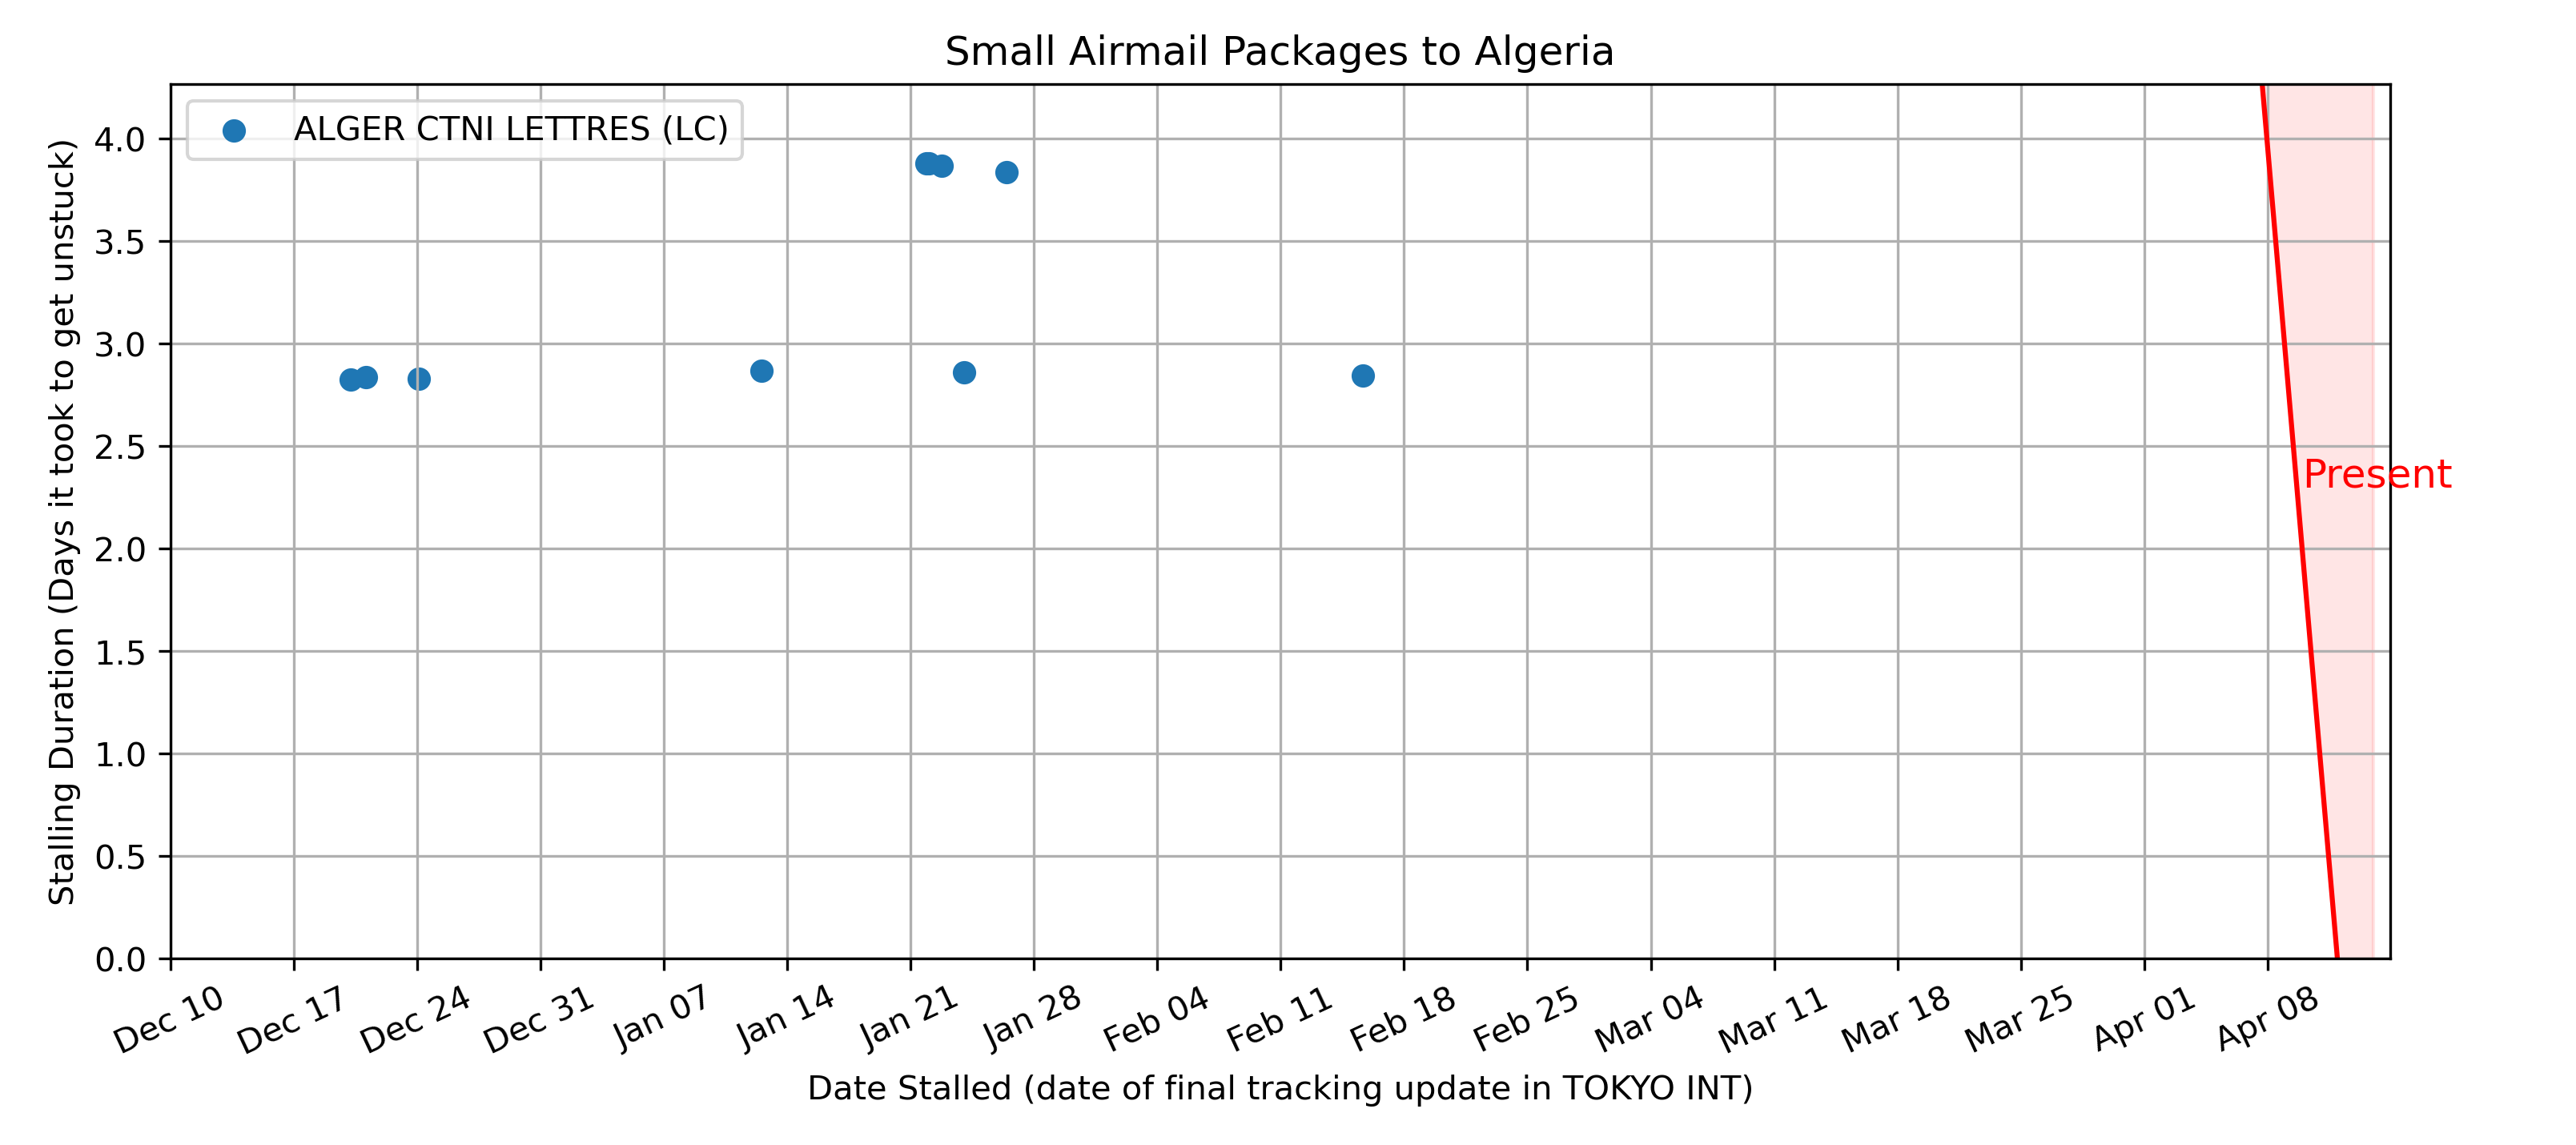 Small Airmail Packages to Algeria
ALGER CTNI LETTRES (LC)
Stalling Duration (Days it took to get unstuck)
4.0
3.5
3.0
2.5
2.0
1.5
1.0
0.5
0.0
Present
Dec 10 Dec 17 Dec 24 Dec 31 Jan 07 Jan 14 Jan 21 Jan 28 Feb 04 Feb 11 Feb 18 Feb 25 Mar 04 Mar 11 Mar 18 Mar 25 Apr 01 Apr 08
Date Stalled (date of final tracking update in TOKYO INT)